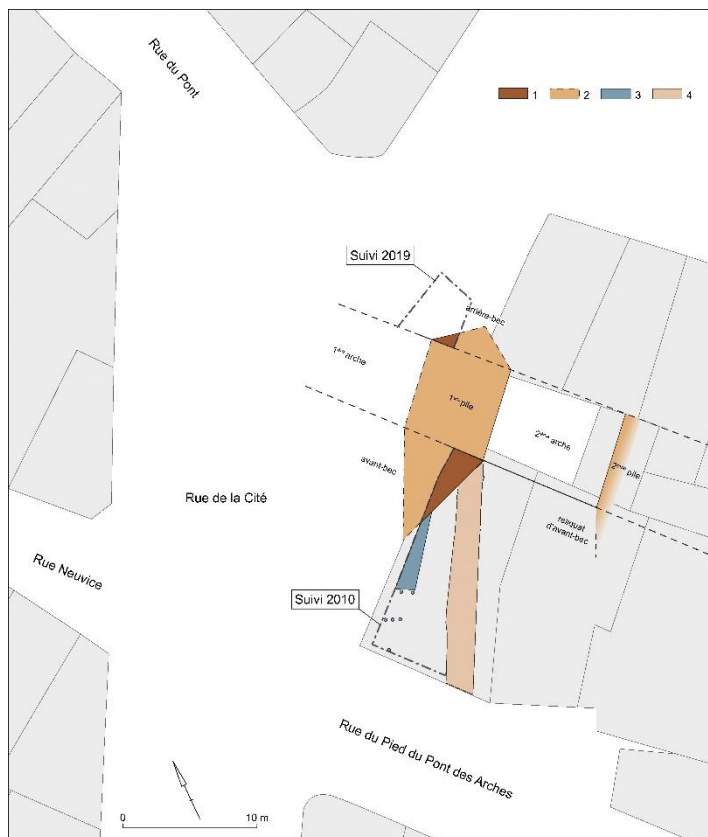 Rue du Pont
1 2 3 4
Suivi 2019
arrière-bec
1ère arche
1ère pile
2ème arche
2ème pile
avant-bec
reliquat
d'avant-bec
Rue de la Cité
Rue Neuvice
Suivi 2010
Rue du Pied du Pont des Arches
0 10 m